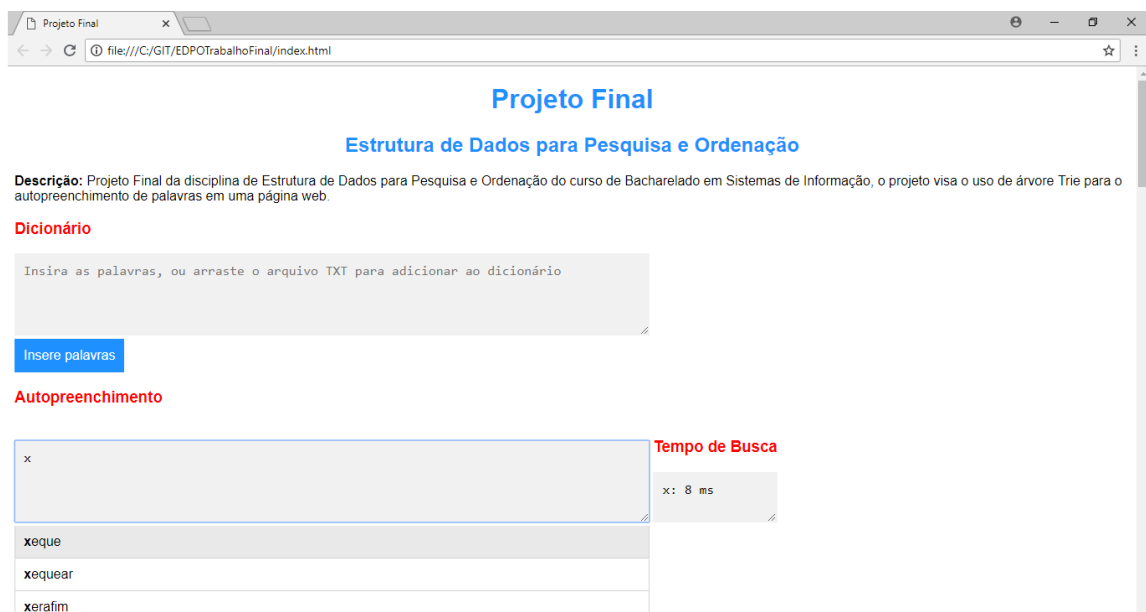 Projeto Final
file:///C:/GIT/EDPOTrabalhoFinal/index.html
Projeto Final
Estrutura de Dados para Pesquisa e Ordenação
Descrição: Projeto Final da disciplina de Estrutura de Dados para Pesquisa e Ordenação do curso de Bacharelado em Sistemas de Informação, o projeto visa o uso de árvore Trie para o
autopreenchimento de palavras em uma página web.
Dicionário
Insira as palavras, ou arraste o arquivo TXT para adicionar ao dicionário
Insere palavras
Autopreenchimento
Tempo de Busca
x
x: 8 ms
xeque
xequear
xerafim